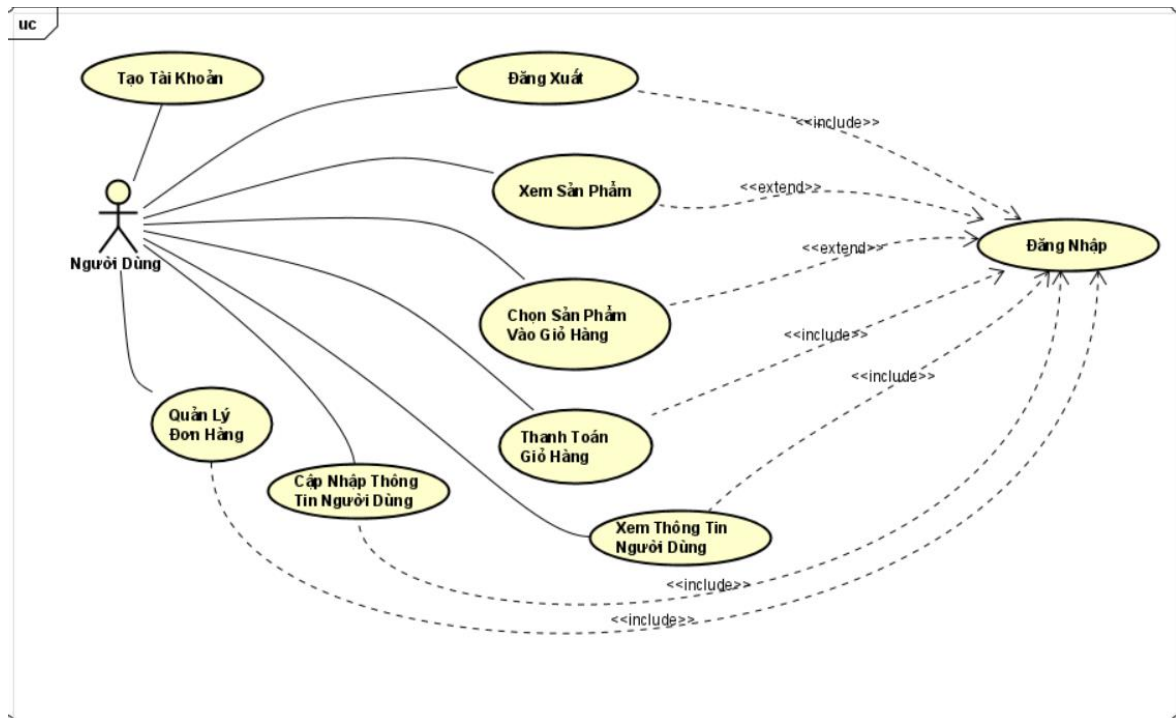 uc
Tạo Tài Khoản
Đăng Xuất
<<include>>
Xem Sản Phẩm
<<extend>>
Người Dùng
Đăng Nhập
<<extend>>
Chọn Sản Phẩm
Vào Giỏ Hàng
<<include>>
<<include>>
Quản Lý
Đơn Hàng
Thanh Toán
Giỏ Hàng
Cập Nhập Thông
Tin Người Dùng
Xem Thông Tin
Người Dùng
<<include>>
<<include>>